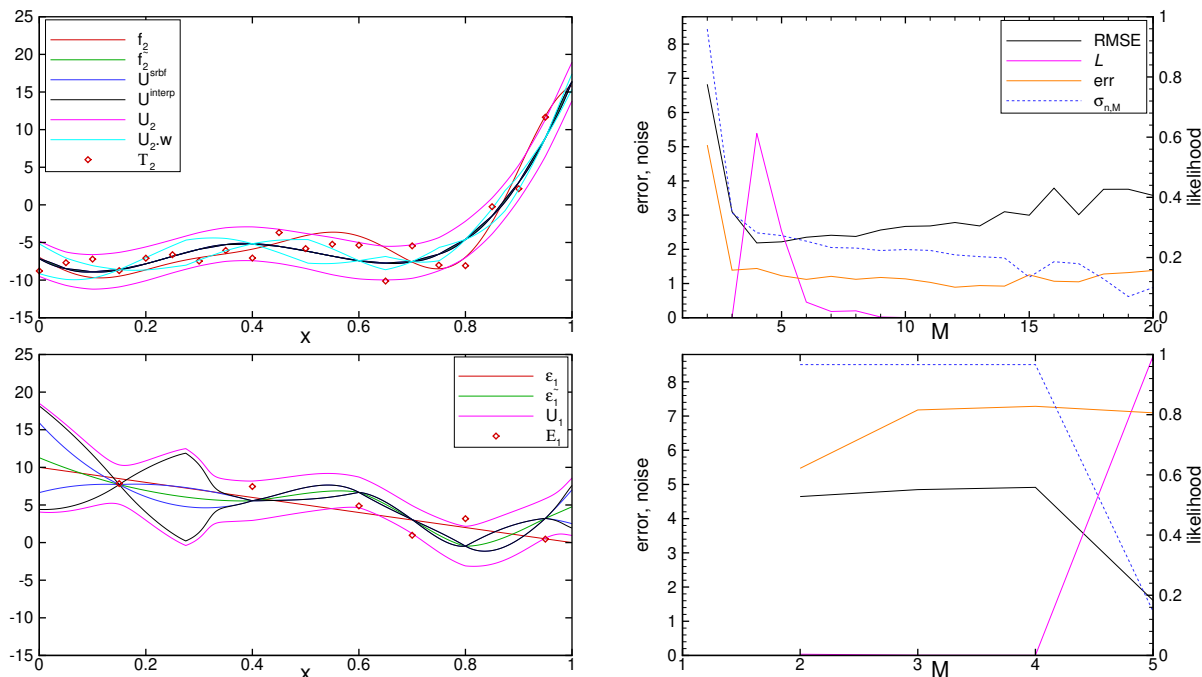 25
20
15
10
5
0
-5
-10
-15
0 0.2 0.4 0.6 0.8 1
x
f₂
f̃₂
Uˢʳᵇᶠ
Uⁱⁿᵗᵉʳᵖ
U₂
U₂.w
T₂
8
7
6
5
4
3
2
1
0
error, noise
5 10 15 20
M
1
0.8
0.6
0.4
0.2
0
likelihood
RMSE
L
err
σₙ,M
25
20
15
10
5
0
-5
-10
-15
0 0.2 0.4 0.6 0.8 1
x
ε₁
ε̃₁
U₁
E₁
8
7
6
5
4
3
2
1
0
error, noise
1 2 3 4 5
M
1
0.8
0.6
0.4
0.2
0
likelihood